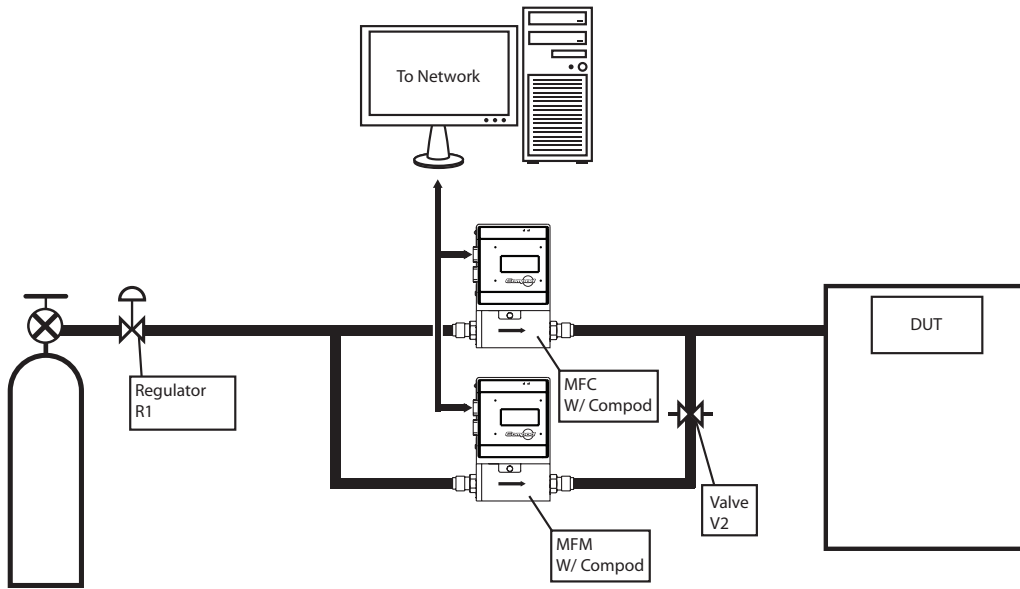 To Network
DUT
Regulator
R1
MFC
W/ Compod
Valve
V2
MFM
W/ Compod